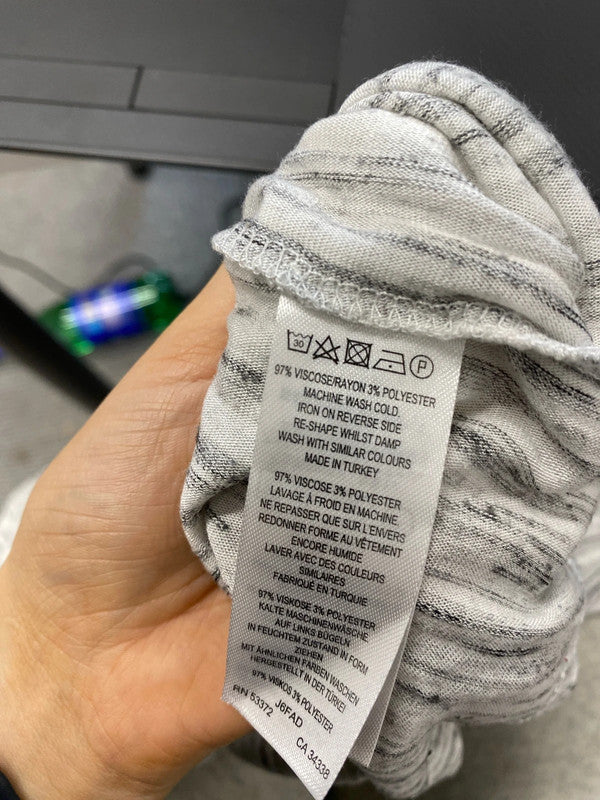 30 P
97% VISCOSE/RAYON 3% POLYESTER
MACHINE WASH COLD.
IRON ON REVERSE SIDE
RE-SHAPE WHILST DAMP
WASH WITH SIMILAR COLOURS
MADE IN TURKEY
97% VISCOSE 3% POLYESTER
LAVAGE À FROID EN MACHINE.
NE REPASSER QUE SUR L'ENVERS
REDONNER FORME AU VÊTEMENT
ENCORE HUMIDE
LAVER AVEC DES COULEURS
SIMILAIRES
FABRIQUÉ EN TURQUIE
97% VISKOSE 3% POLYESTER
KALTE MASCHINENWÄSCHE
AUF LINKS BÜGELN
IN FEUCHTEM ZUSTAND IN FORM
ZIEHEN
MIT ÄHNLICHEN FARBEN WASCHEN
HERGESTELLT IN DER TÜRKEI
97% VISKOS 3% POLYESTER
J6FAD
RN 53372 CA 34338